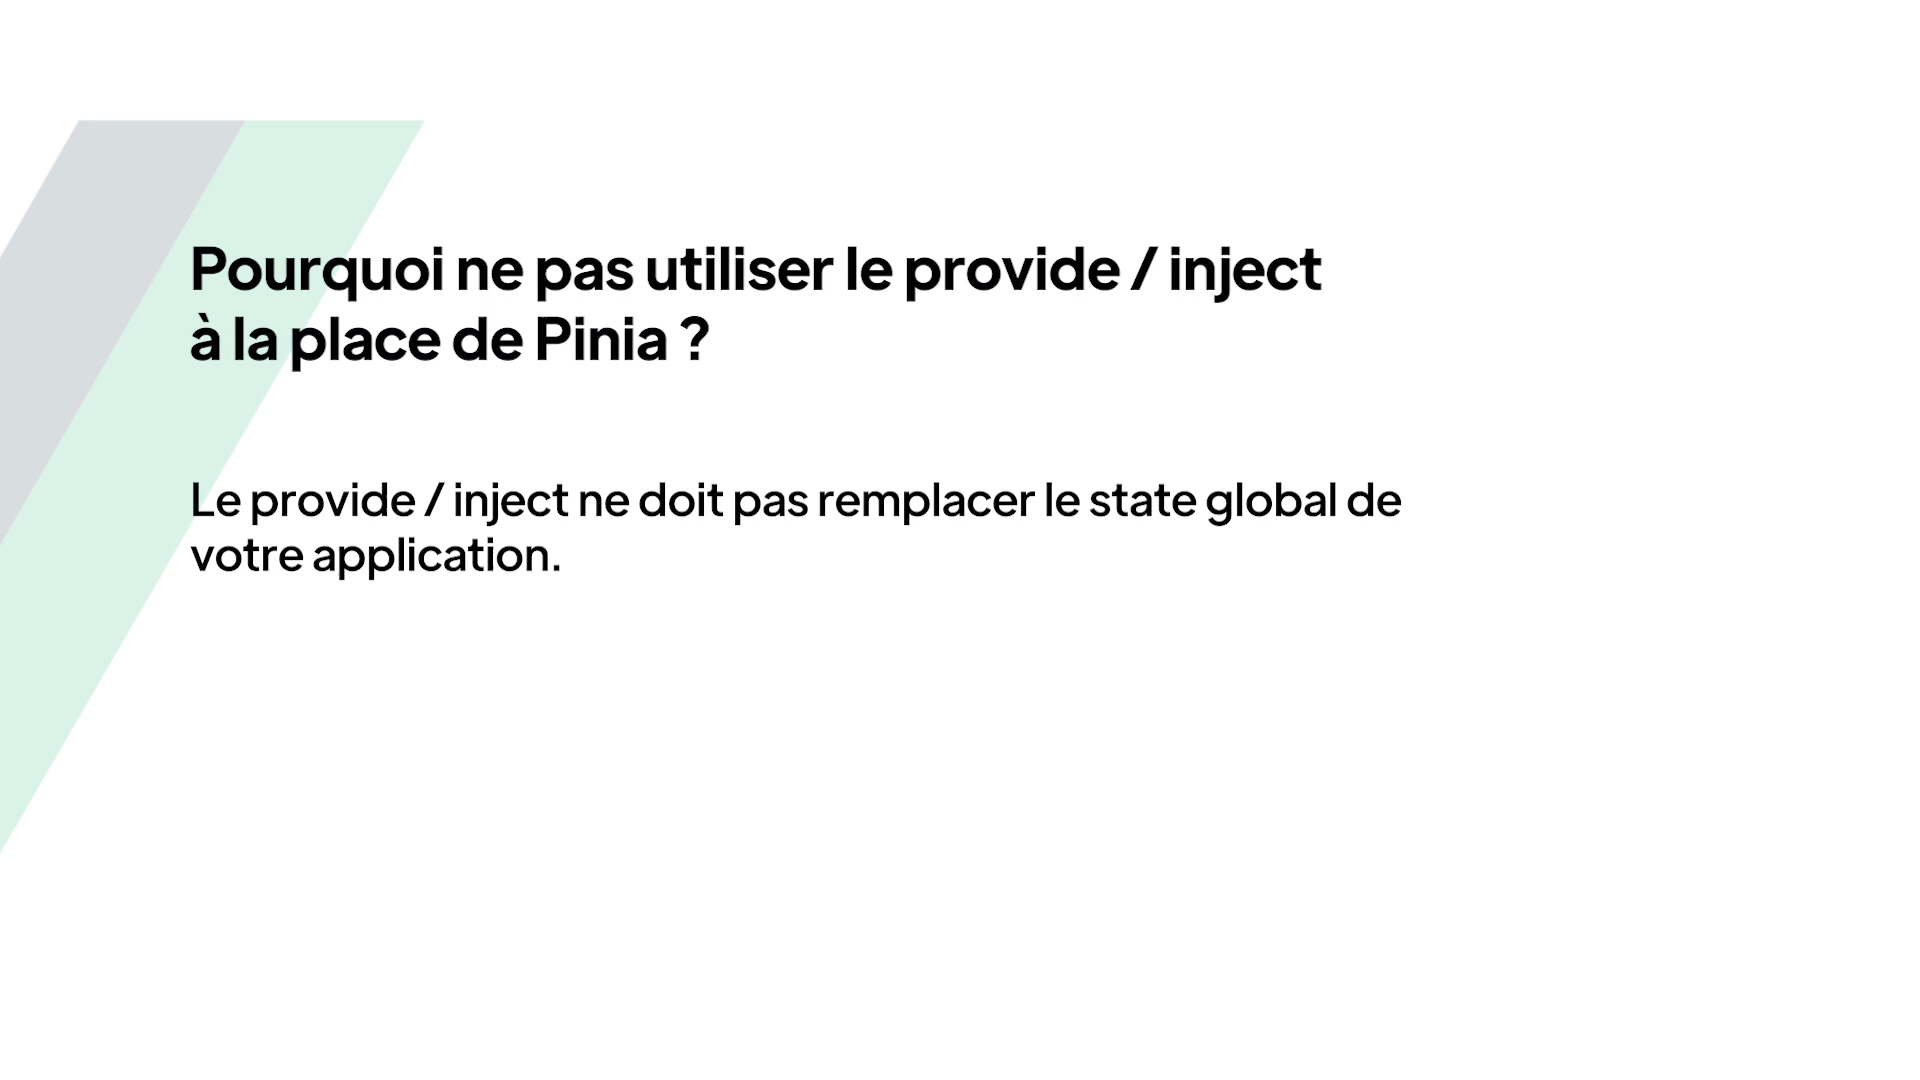 Pourquoi ne pas utiliser le provide / inject
à la place de Pinia ?
Le provide / inject ne doit pas remplacer le state global de
votre application.